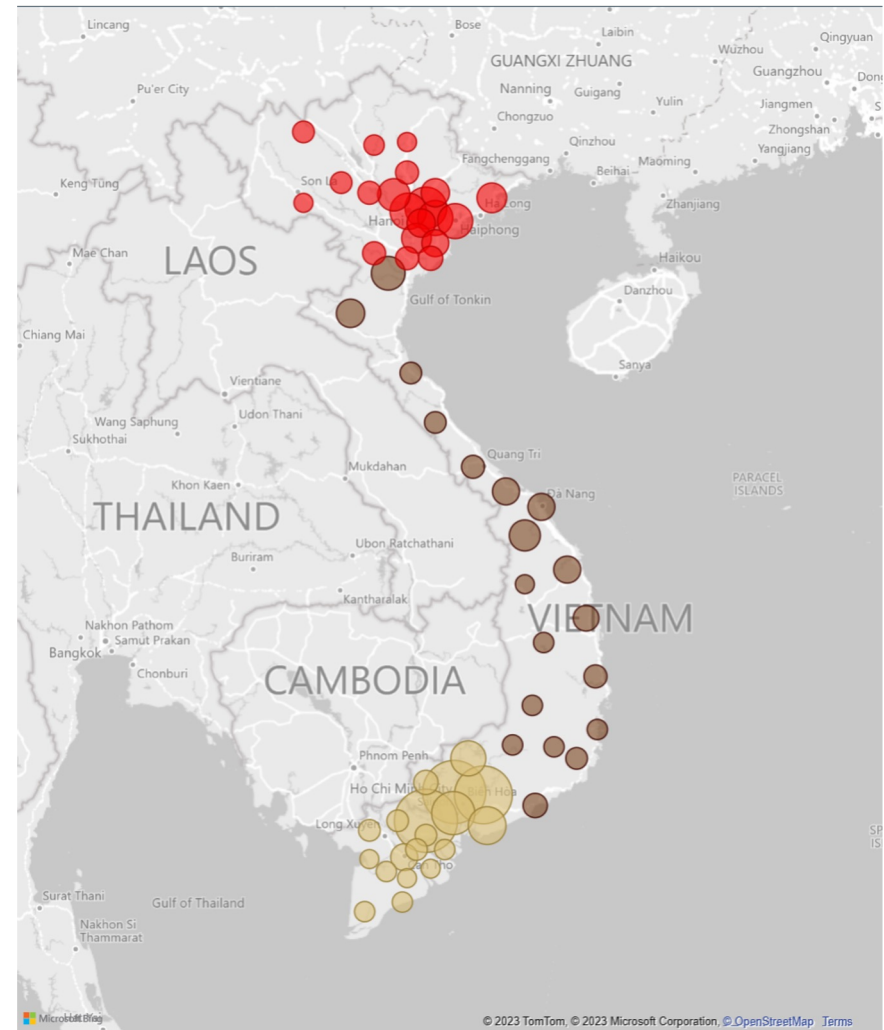 Lincang
Bose
Laibin
Qingyuan
Wuzhou
GUANGXI ZHUANG
Guangzhou
Pu'er City
Nanning
Guigang
Yulin
Jiangmen
Chongzuo
Zhongshan
Qinzhou
Yangjiang
Fangchenggang
Maoming
Beihai
Keng Tung
Son La
Ha Long
Zhanjiang
Hanoi
Haiphong
Mae Chan
LAOS
Haikou
Danzhou
Gulf of Tonkin
Chiang Mai
Sanya
Vientiane
Udon Thani
Wang Saphung
Sukhothai
Quang Tri
Mukdahan
PARACEL
ISLANDS
Khon Kaen
Da Nang
THAILAND
Ubon Ratchathani
Buriram
Kantharalak
VIETNAM
Nakhon Pathom
Samut Prakan
Bangkok
Chonburi
CAMBODIA
Phnom Penh
Ho Chi Minh City
Bien Hoa
Long Xuyen
Can Tho
Surat Thani
Gulf of Thailand
Nakhon Si
Thammarat
Microsoft Bing
© 2023 TomTom, © 2023 Microsoft Corporation, © OpenStreetMap Terms